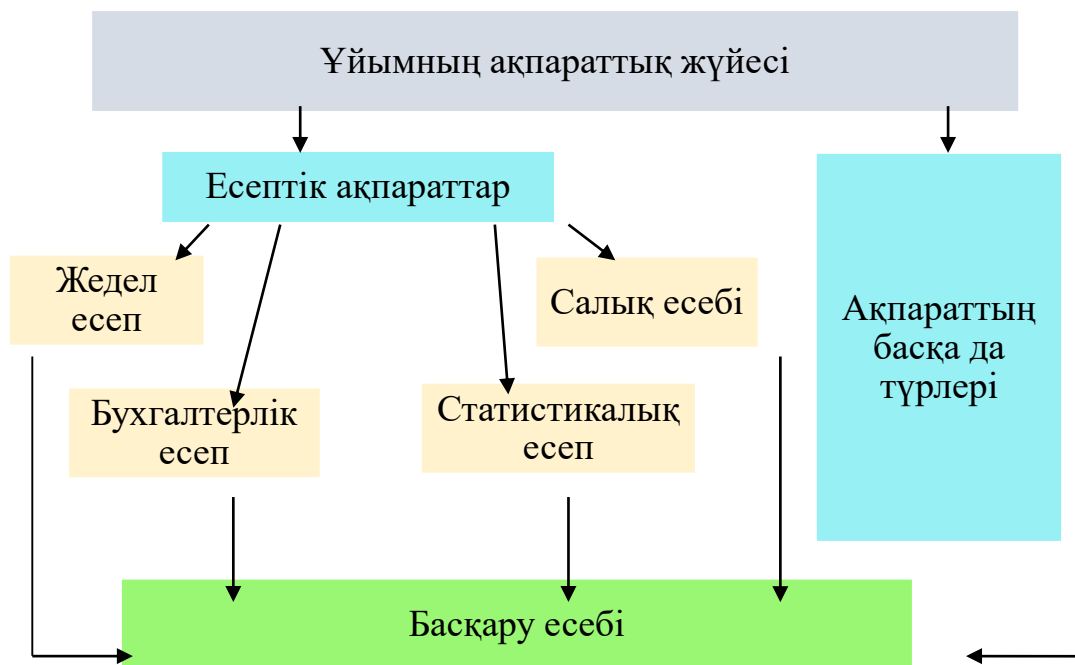 Ұйымның ақпараттық жүйесі
Есептік ақпараттар
Жедел
есеп
Салық есебі
Ақпараттың
басқа да
түрлері
Бухгалтерлік
есеп
Статистикалық
есеп
Басқару есебі